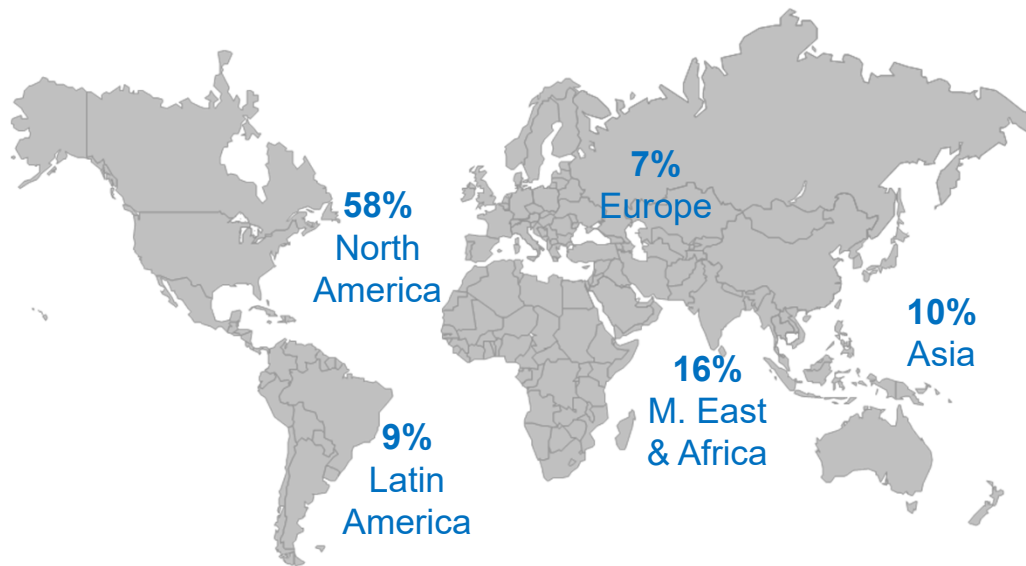 7%
Europe
58%
North
America
10%
Asia
16%
M. East
& Africa
9%
Latin
America